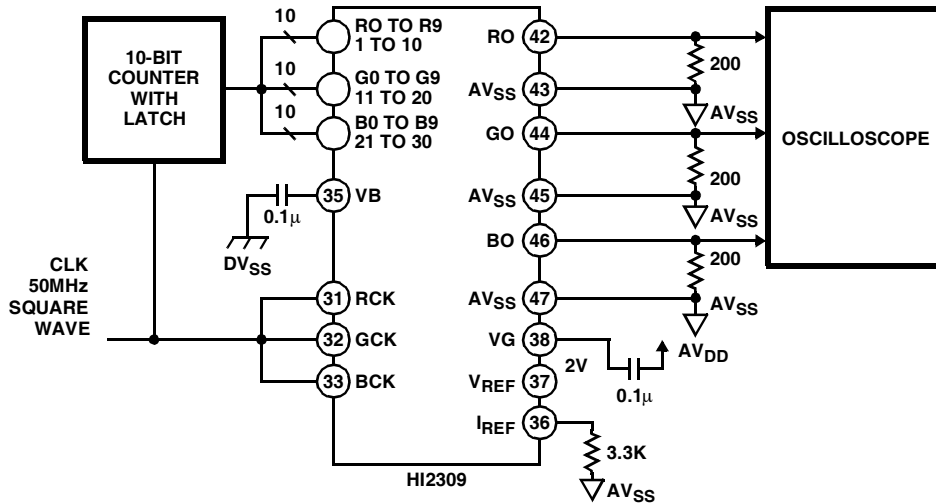 10-BIT
COUNTER
WITH
LATCH
10
10
10
RO TO R9
1 TO 10
G0 TO G9
11 TO 20
B0 TO B9
21 TO 30
35 VB
0.1μ
DVSS
CLK
50MHz
SQUARE
WAVE
31 RCK
32 GCK
33 BCK
RO 42
AVSS 43
GO 44
AVSS 45
BO 46
AVSS 47
VG 38
VREF 37
IREF 36
200
AVSS
200
AVSS
200
AVSS
AVDD
2V
0.1μ
3.3K
AVSS
OSCILLOSCOPE
HI2309